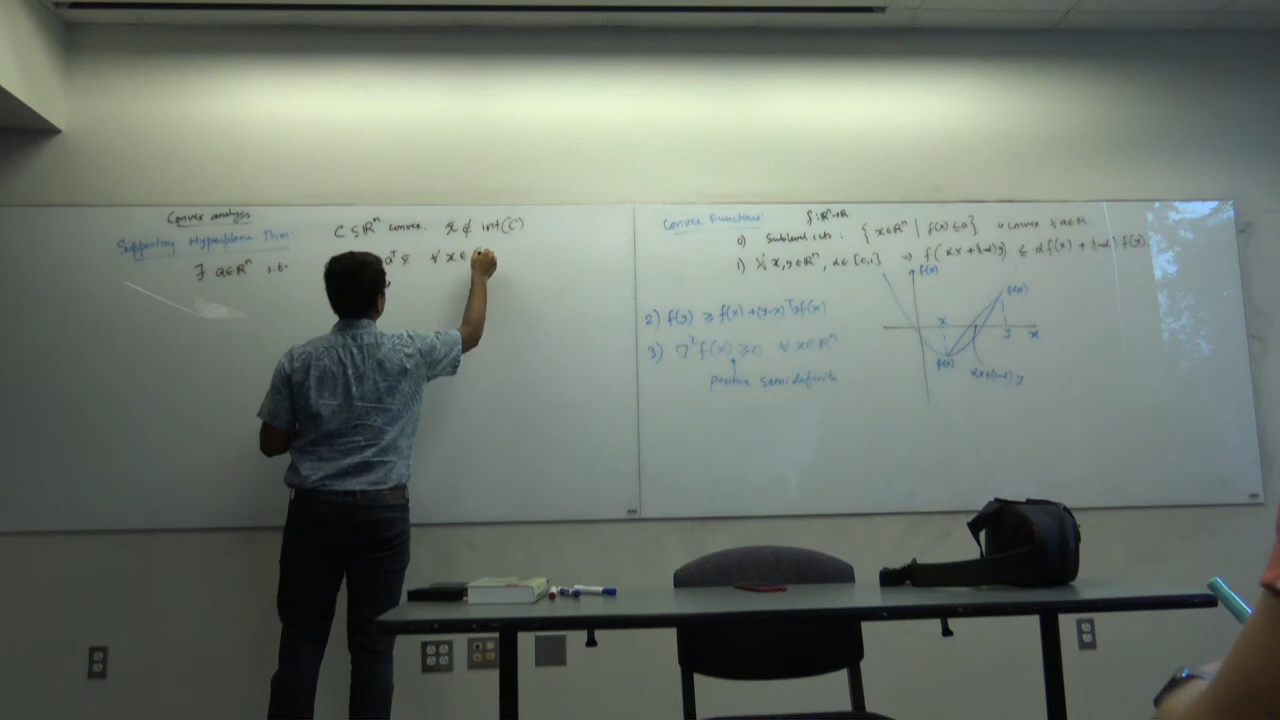 Convex analysis
Supporting Hyperplane Thm:
C ⊆ ℝⁿ convex. x̄ ∉ int(C)
∃ a∈ℝⁿ s.t.
aᵀx̄ ∀ x∈
Convex Functions: f:ℝⁿ→ℝ
0) Sublevel sets: { x∈ℝⁿ | f(x) ≤ a } is convex ∀ a∈ℝ
1) ∀ x,y∈ℝⁿ, α∈[0,1] ⇒ f(αx+(1-α)y) ≤ αf(x)+(1-α)f(y).
2) f(y) ≥ f(x)+(y-x)ᵀ∇f(x)
3) ∇²f(x) ≥ 0 ∀ x∈ℝⁿ
positive semidefinite
f(x)
f(x)
x
y
x
f(x)
αx+(1-α)y